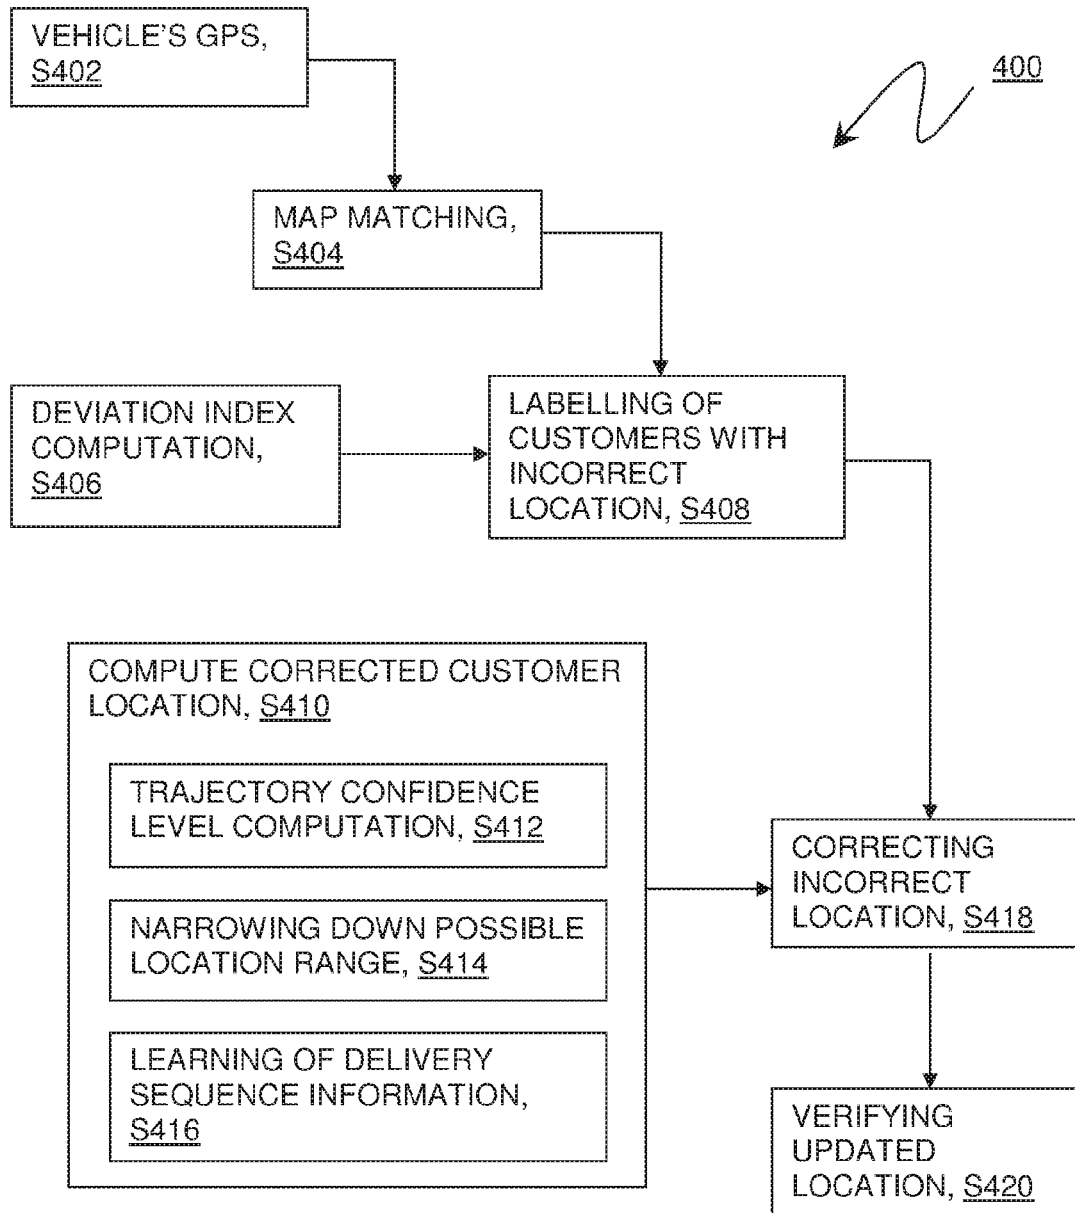 VEHICLE'S GPS,
S402
400
MAP MATCHING,
S404
DEVIATION INDEX
COMPUTATION,
S406
LABELLING OF
CUSTOMERS WITH
INCORRECT
LOCATION, S408
COMPUTE CORRECTED CUSTOMER
LOCATION, S410
TRAJECTORY CONFIDENCE
LEVEL COMPUTATION, S412
NARROWING DOWN POSSIBLE
LOCATION RANGE, S414
LEARNING OF DELIVERY
SEQUENCE INFORMATION,
S416
CORRECTING
INCORRECT
LOCATION, S418
VERIFYING
UPDATED
LOCATION, S420